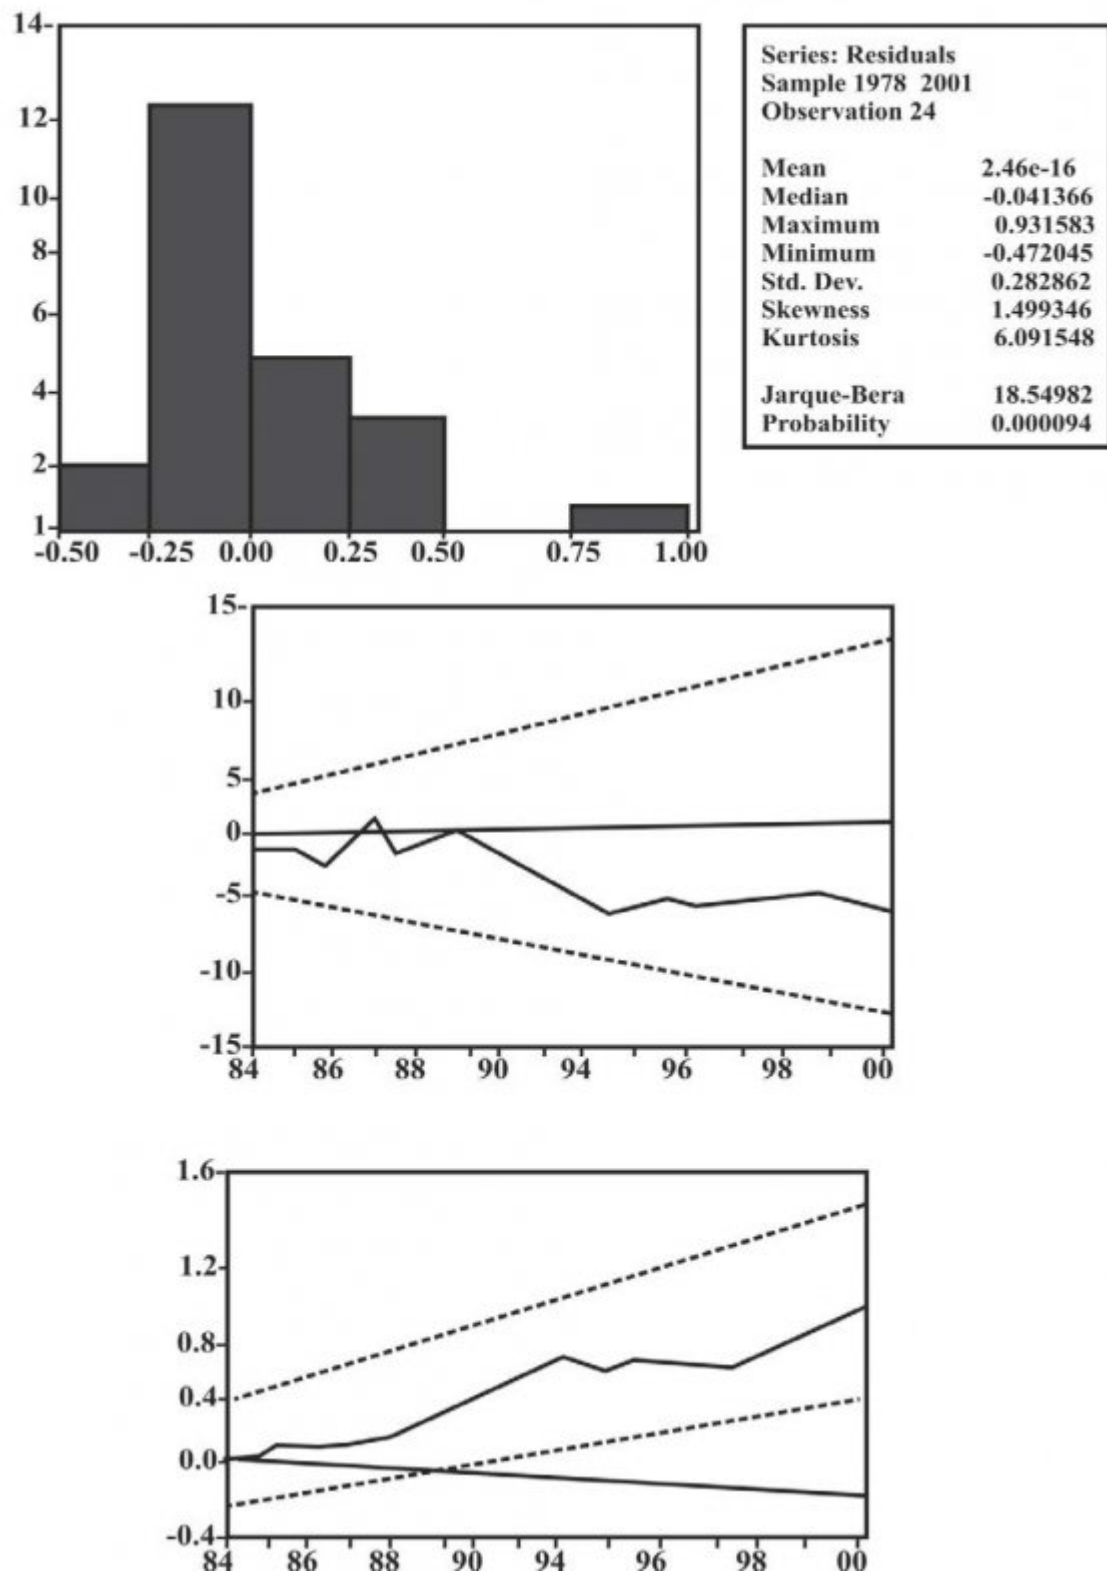 14
12
10
8
6
4
2
1
-0.50 -0.25 0.00 0.25 0.50 0.75 1.00
Series: Residuals
Sample 1978 2001
Observation 24
Mean 2.46e-16
Median -0.041366
Maximum 0.931583
Minimum -0.472045
Std. Dev. 0.282862
Skewness 1.499346
Kurtosis 6.091548
Jarque-Bera 18.54982
Probability 0.000094
15
10
5
0
-5
-10
-15
84 86 88 90 94 96 98 00
1.6
1.2
0.8
0.4
0.0
-0.4
84 86 88 90 94 96 98 00